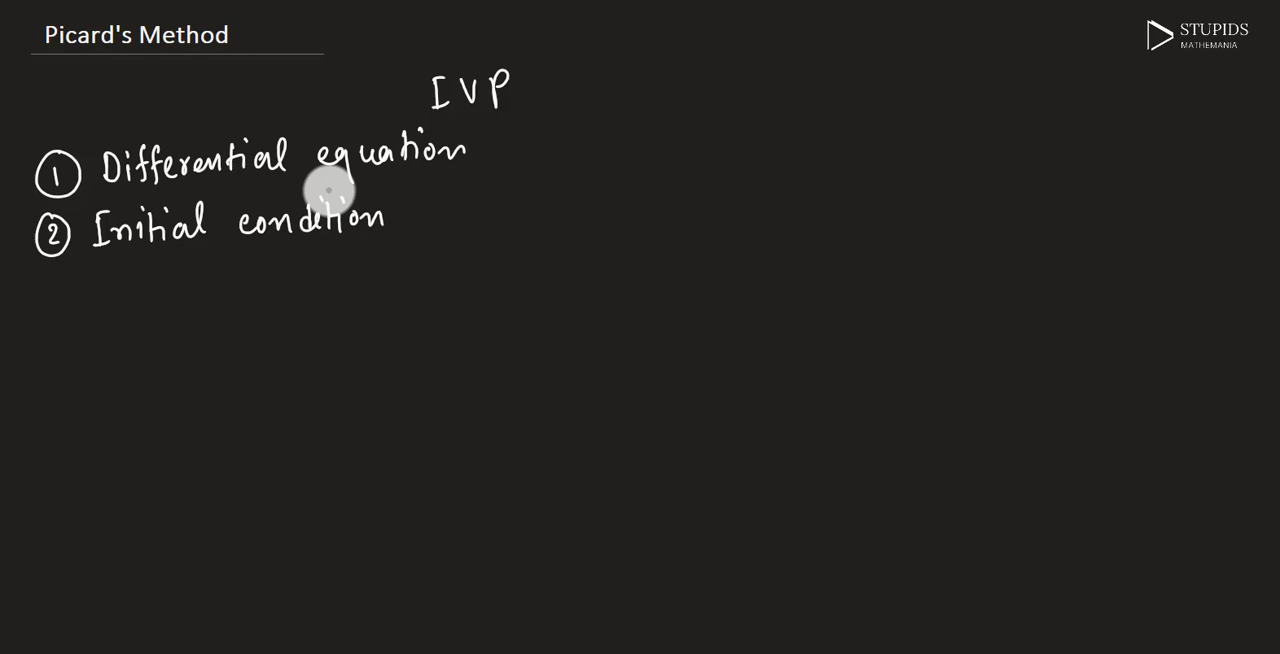 Picard's Method
STUPIDS
MATHEMANIA
IVP
① Differential equation
② Initial condition